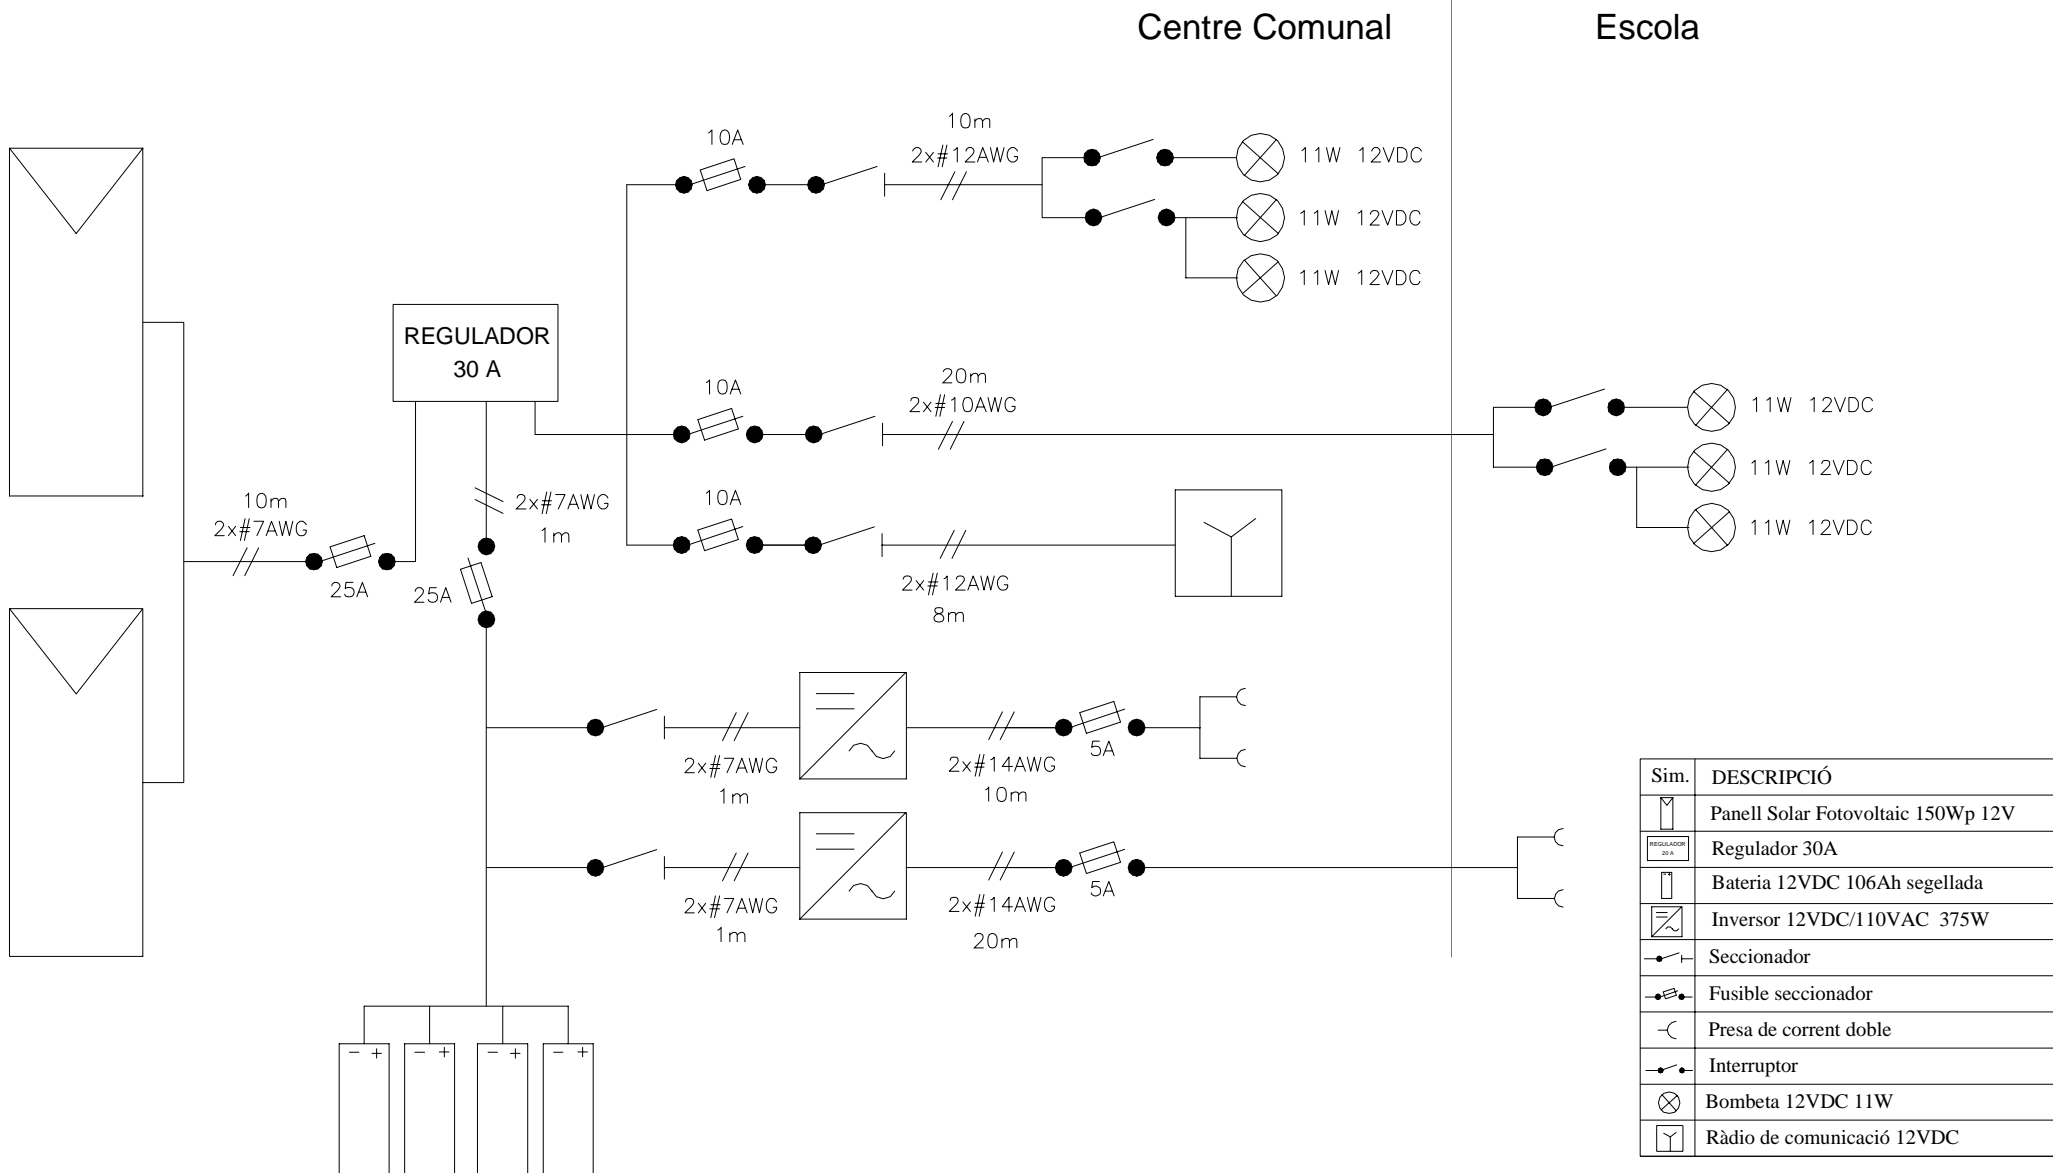 Centre Comunal
Escola
10m
10A
2x#12AWG
11W 12VDC
11W 12VDC
11W 12VDC
REGULADOR
30 A
20m
10A
2x#10AWG
11W 12VDC
11W 12VDC
11W 12VDC
10m
2x#7AWG
25A
2x#7AWG
1m
25A
10A
2x#12AWG
8m
2x#7AWG
1m
2x#14AWG
10m
5A
2x#7AWG
1m
2x#14AWG
20m
5A
- + - + - + - +
Sim. DESCRIPCIÓ
Panell Solar Fotovoltaic 150Wp 12V
REGULADOR
20 A
Regulador 30A
Bateria 12VDC 106Ah segellada
Inversor 12VDC/110VAC 375W
Seccionador
Fusible seccionador
Presa de corrent doble
Interruptor
Bombeta 12VDC 11W
Ràdio de comunicació 12VDC